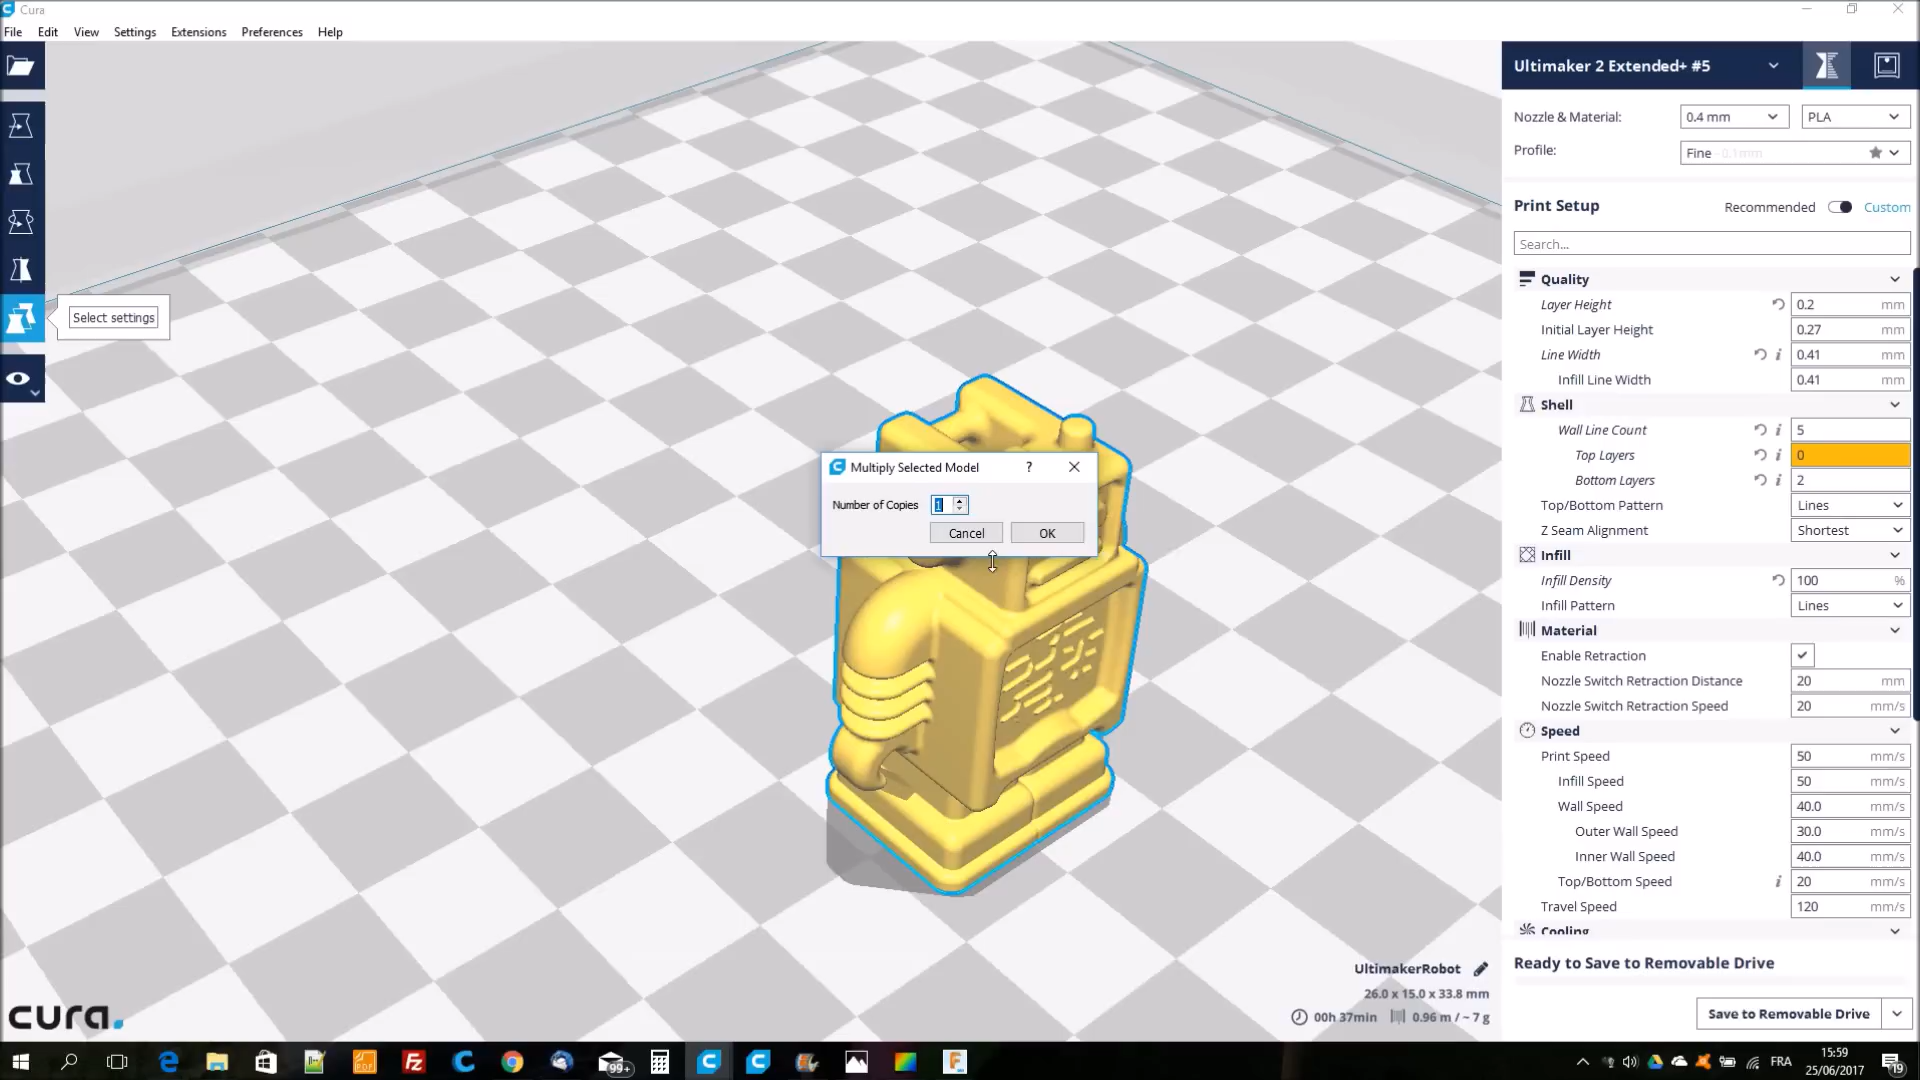 Cura
File Edit View Settings Extensions Preferences Help
Ultimaker 2 Extended+ #5
Nozzle & Material: 0.4 mm PLA
Profile: Fine - 0.1mm
Print Setup Recommended Custom
Search...
Select settings
Quality
Layer Height 0.2 mm
Initial Layer Height 0.27 mm
Line Width i 0.41 mm
Infill Line Width 0.41 mm
Shell
Wall Line Count i 5
Top Layers i 0
Bottom Layers i 2
Top/Bottom Pattern Lines
Z Seam Alignment Shortest
Infill
Infill Density 100 %
Infill Pattern Lines
Material
Enable Retraction
Nozzle Switch Retraction Distance 20 mm
Nozzle Switch Retraction Speed 20 mm/s
Speed
Print Speed 50 mm/s
Infill Speed 50 mm/s
Wall Speed 40.0 mm/s
Outer Wall Speed 30.0 mm/s
Inner Wall Speed 40.0 mm/s
Top/Bottom Speed i 20 mm/s
Travel Speed 120 mm/s
Cooling
Multiply Selected Model ?
Number of Copies 1
Cancel OK
UltimakerRobot
26.0 x 15.0 x 33.8 mm
00h 37min 0.96 m / ~ 7 g
Ready to Save to Removable Drive
Save to Removable Drive
cura.
99+
FRA
15:59
25/06/2017
19